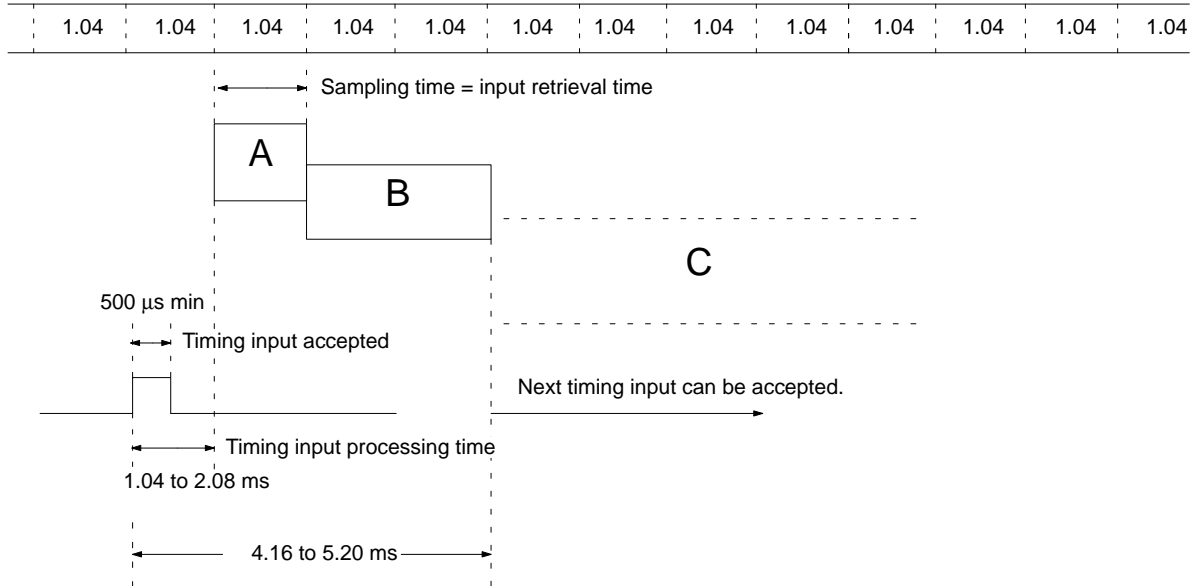 1.04 1.04 1.04 1.04 1.04 1.04 1.04 1.04 1.04 1.04 1.04 1.04 1.04
Sampling time = input retrieval time
A
B
C
500 μs min
Timing input accepted
Next timing input can be accepted.
Timing input processing time
1.04 to 2.08 ms
4.16 to 5.20 ms